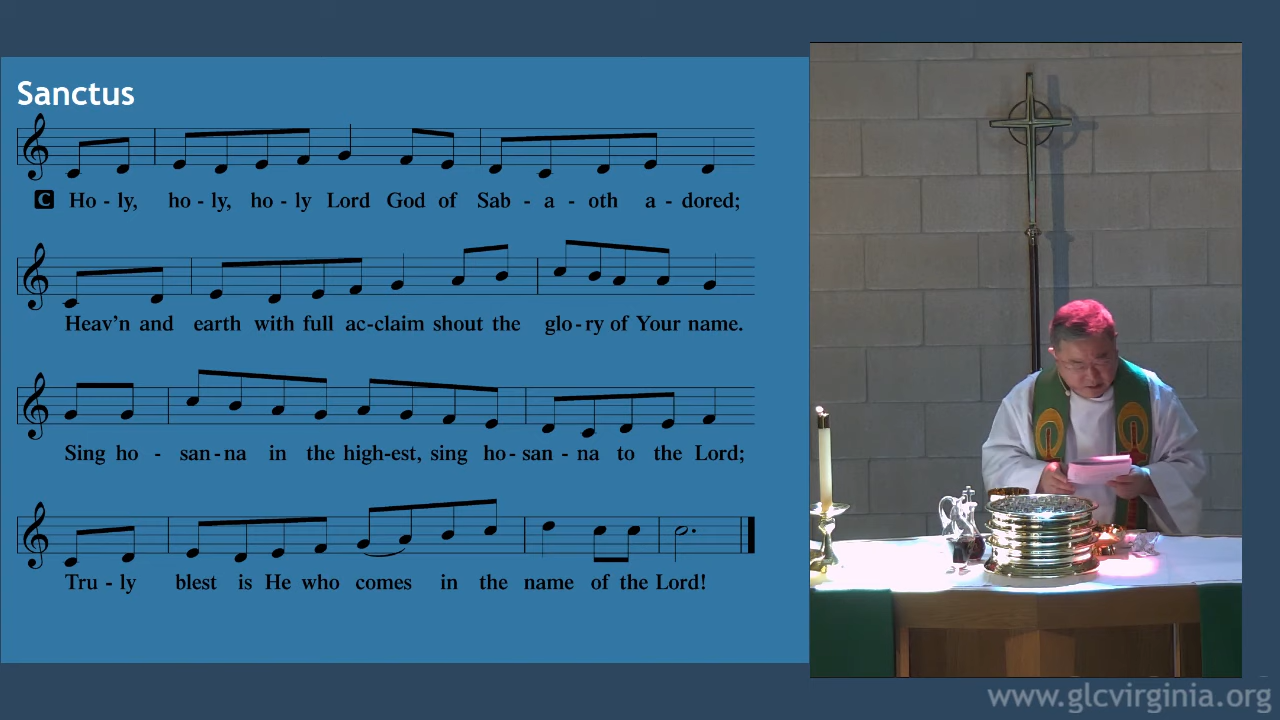 Sanctus
C Ho - ly, ho - ly, ho - ly Lord God of Sab - a - oth a - dored;
Heav'n and earth with full ac - claim shout the glo - ry of Your name.
Sing ho - san - na in the high - est, sing ho - san - na to the Lord;
Tru - ly blest is He who comes in the name of the Lord!
www.glcvirginia.org